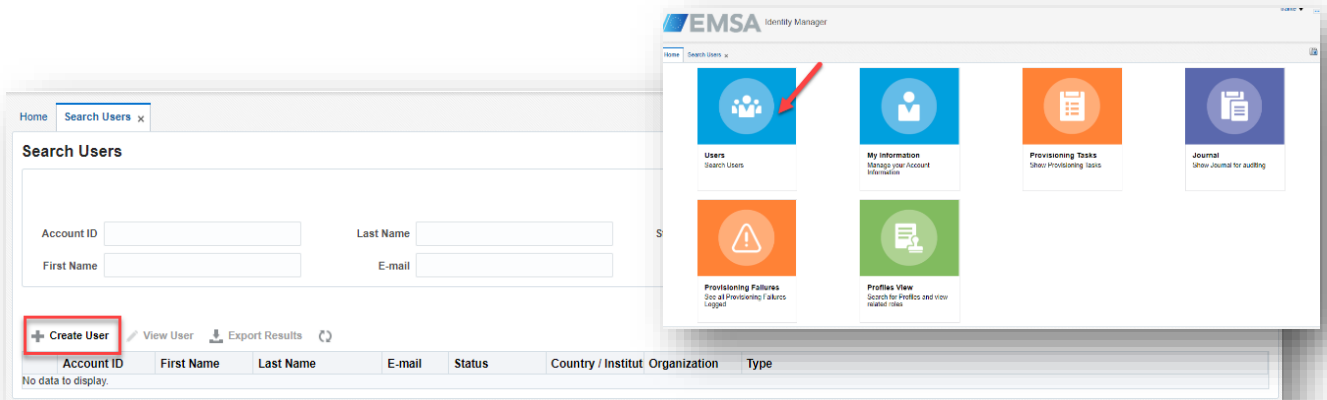 EMSA Identity Manager
Home Search Users x
Users
Search Users
My Information
Manage your Account
Information
Provisioning Tasks
Show Provisioning Tasks
Journal
Show Journal for auditing
Provisioning Failures
See all Provisioning Failures
Logged
Profiles View
Search for Profiles and view
related roles
Home Search Users x
Search Users
Account ID
Last Name
First Name
E-mail
Create User View User Export Results
Account ID First Name Last Name E-mail Status Country / Institut Organization Type
No data to display.